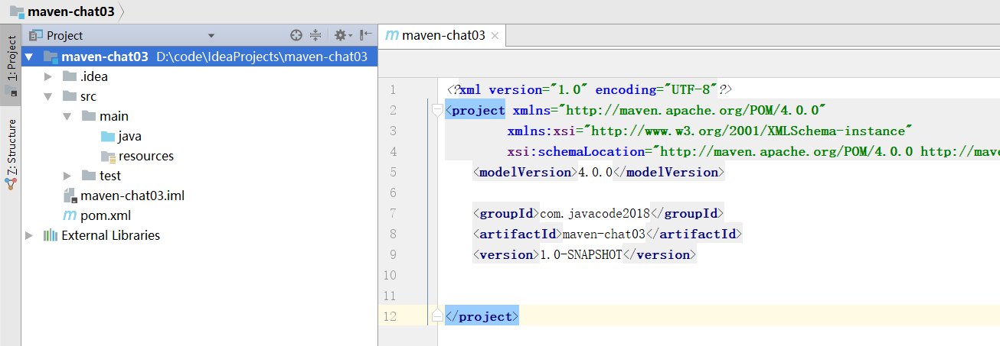 maven-chat03
1: Project
Z: Structure
Project
maven-chat03 D:\code\IdeaProjects\maven-chat03
.idea
src
main
java
resources
test
maven-chat03.iml
pom.xml
External Libraries
m maven-chat03
1 <?xml version="1.0" encoding="UTF-8"?>
2 <project xmlns="http://maven.apache.org/POM/4.0.0"
3 xmlns:xsi="http://www.w3.org/2001/XMLSchema-instance"
4 xsi:schemaLocation="http://maven.apache.org/POM/4.0.0 http://mave
5 <modelVersion>4.0.0</modelVersion>
6
7 <groupId>com.javacode2018</groupId>
8 <artifactId>maven-chat03</artifactId>
9 <version>1.0-SNAPSHOT</version>
10
11
12 </project>